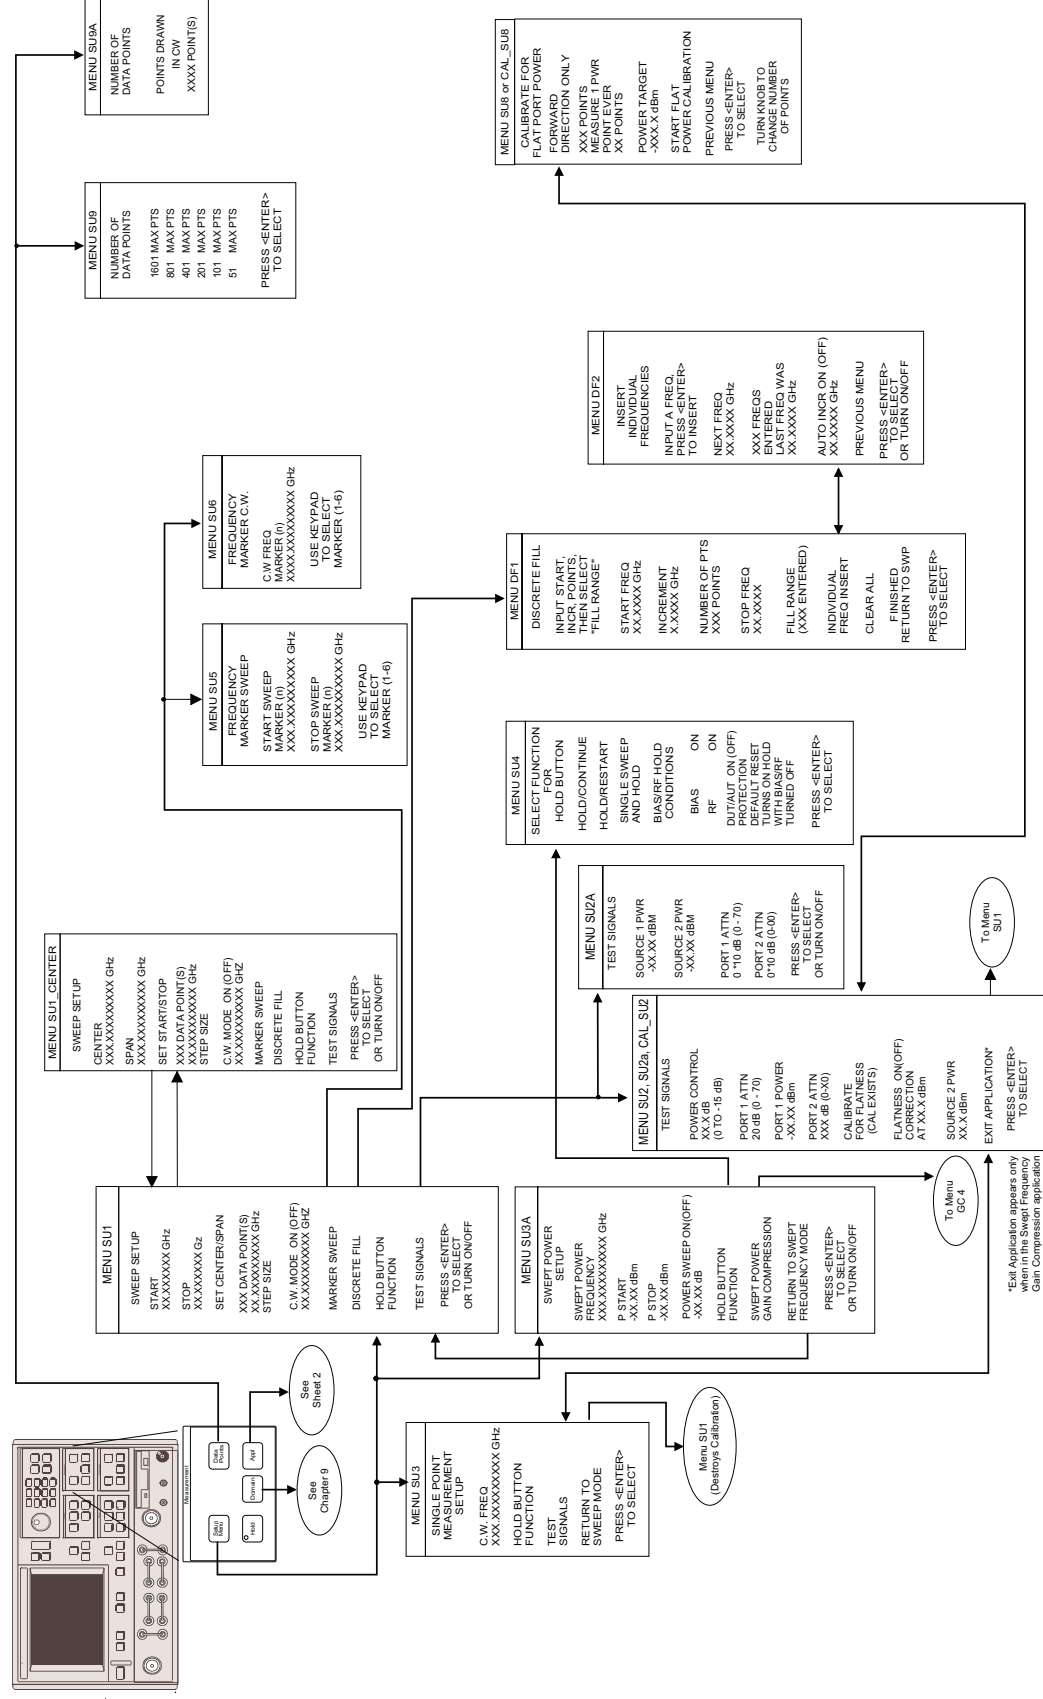 Measurement
Setup
Menu
Data
Points
Hold
Domain
Appl
See
Chapter 9
See
Sheet 2
MENU SU3
SINGLE POINT
MEASUREMENT
SETUP
C.W. FREQ
XXX.XXXXXXXXXX GHz
HOLD BUTTON
FUNCTION
TEST
SIGNALS
RETURN TO
SWEEP MODE
PRESS <ENTER>
TO SELECT
Menu SU1
(Destroys Calibration)
MENU SU1
SWEEP SETUP
START
XX.XXXXXXX GHz
STOP
XX.XXXXXXX Gz
SET CENTER/SPAN
XXX DATA POINT(S)
XX.XXXXXXXXXX GHz
STEP SIZE
C.W. MODE ON (OFF)
XX.XXXXXXXXXX GHZ
MARKER SWEEP
DISCRETE FILL
HOLD BUTTON
FUNCTION
TEST SIGNALS
PRESS <ENTER>
TO SELECT
OR TURN ON/OFF
MENU SU3A
SWEPT POWER
SETUP
SWEPT POWER
FREQUENCY
XXX.XXXXXXXXXX GHz
P START
-XX.XX dBm
P STOP
-XX.XX dBm
POWER SWEEP ON(OFF)
-XX.XX dB
HOLD BUTTON
FUNCTION
SWEPT POWER
GAIN COMPRESSION
RETURN TO SWEPT
FREQUENCY MODE
PRESS <ENTER>
TO SELECT
OR TURN ON/OFF
To Menu
GC 4
MENU SU1_CENTER
SWEEP SETUP
CENTER
XXX.XXXXXXXXXX GHz
SPAN
XXX.XXXXXXXXXX GHz
SET START/STOP
XXX DATA POINT(S)
XX.XXXXXXXXXX GHz
STEP SIZE
C.W. MODE ON (OFF)
XX.XXXXXXXXXX GHZ
MARKER SWEEP
DISCRETE FILL
HOLD BUTTON
FUNCTION
TEST SIGNALS
PRESS <ENTER>
TO SELECT
OR TURN ON/OFF
MENU SU2, SU2a, CAL_SU2
TEST SIGNALS
POWER CONTROL
XX.X dB
(0 TO -15 dB)
PORT 1 ATTN
20 dB (0 - 70)
PORT 1 POWER
-XX.XX dBm
PORT 2 ATTN
XXX dB (0-X0)
CALIBRATE
FOR FLATNESS
(CAL EXISTS)
FLATNESS ON(OFF)
CORRECTION
AT XX.X dBm
SOURCE 2 PWR
XX.X dBm
EXIT APPLICATION*
PRESS <ENTER>
TO SELECT
*Exit Application appears only
when in the Swept Frequency
Gain Compression application
To Menu
SU1
MENU SU2A
TEST SIGNALS
SOURCE 1 PWR
-XX.XX dBM
SOURCE 2 PWR
-XX.XX dBM
PORT 1 ATTN
0 *10 dB (0 - 70)
PORT 2 ATTN
0*10 dB (0-00)
PRESS <ENTER>
TO SELECT
OR TURN ON/OFF
MENU SU4
SELECT FUNCTION
FOR
HOLD BUTTON
HOLD/CONTINUE
HOLD/RESTART
SINGLE SWEEP
AND HOLD
BIAS/RF HOLD
CONDITIONS
BIAS ON
RF ON
DUT/AUT ON (OFF)
PROTECTION
DEFAULT RESET
TURNS ON HOLD
WITH BIAS/RF
TURNED OFF
PRESS <ENTER>
TO SELECT
MENU SU5
FREQUENCY
MARKER SWEEP
START SWEEP
MARKER (n)
XXX.XXXXXXXXXX GHz
STOP SWEEP
MARKER (n)
XXX.XXXXXXXXXX GHz
USE KEYPAD
TO SELECT
MARKER (1-6)
MENU SU6
FREQUENCY
MARKER C.W.
C.W FREQ
MARKER (n)
XXXX.XXXXXXXXXX GHz
USE KEYPAD
TO SELECT
MARKER (1-6)
MENU DF1
DISCRETE FILL
INPUT START,
INCR, POINTS,
THEN SELECT
"FILL RANGE"
START FREQ
XX.XXXX GHz
INCREMENT
X.XXXX GHz
NUMBER OF PTS
XXX POINTS
STOP FREQ
XX.XXXX
FILL RANGE
(XXX ENTERED)
INDIVIDUAL
FREQ INSERT
CLEAR ALL
FINISHED
RETURN TO SWP
PRESS <ENTER>
TO SELECT
MENU DF2
INSERT
INDIVIDUAL
FREQUENCIES
INPUT A FREQ,
PRESS <ENTER>
TO INSERT
NEXT FREQ
XX.XXXX GHz
XXX FREQS
ENTERED
LAST FREQ WAS
XX.XXXX GHz
AUTO INCR ON (OFF)
XX.XXXX GHz
PREVIOUS MENU
PRESS <ENTER>
TO SELECT
OR TURN ON/OFF
MENU SU9
NUMBER OF
DATA POINTS
1601 MAX PTS
801 MAX PTS
401 MAX PTS
201 MAX PTS
101 MAX PTS
51 MAX PTS
PRESS <ENTER>
TO SELECT
MENU SU9A
NUMBER OF
DATA POINTS
POINTS DRAWN
IN CW
XXXX POINT(S)
MENU SU8 or CAL_SU8
CALIBRATE FOR
FLAT PORT POWER
FORWARD
DIRECTION ONLY
XXX POINTS
MEASURE 1 PWR
POINT EVER
XX POINTS
POWER TARGET
-XXX.X dBm
START FLAT
POWER CALIBRATION
PREVIOUS MENU
PRESS <ENTER>
TO SELECT
TURN KNOB TO
CHANGE NUMBER
OF POINTS